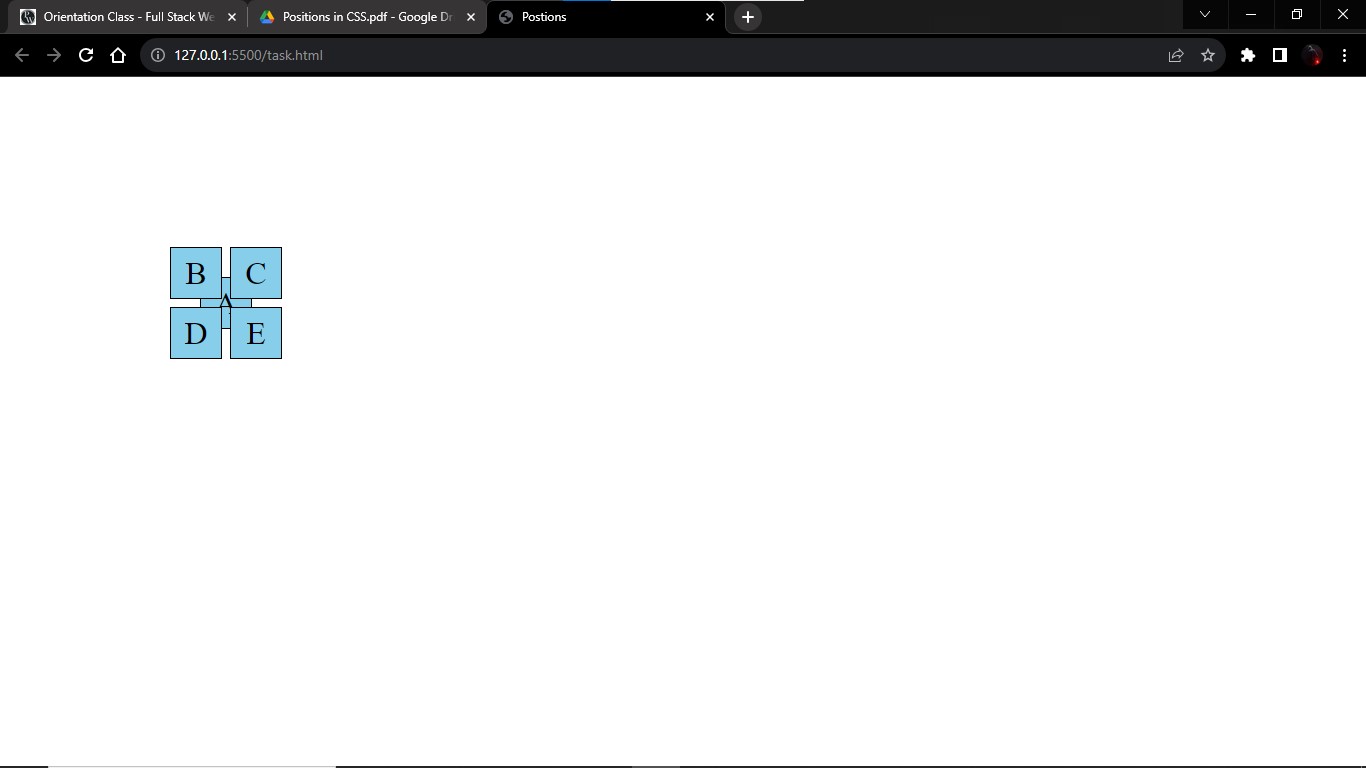 Orientation Class - Full Stack We
Positions in CSS.pdf - Google Dr
Postions
127.0.0.1:5500/task.html
B C
A
D E